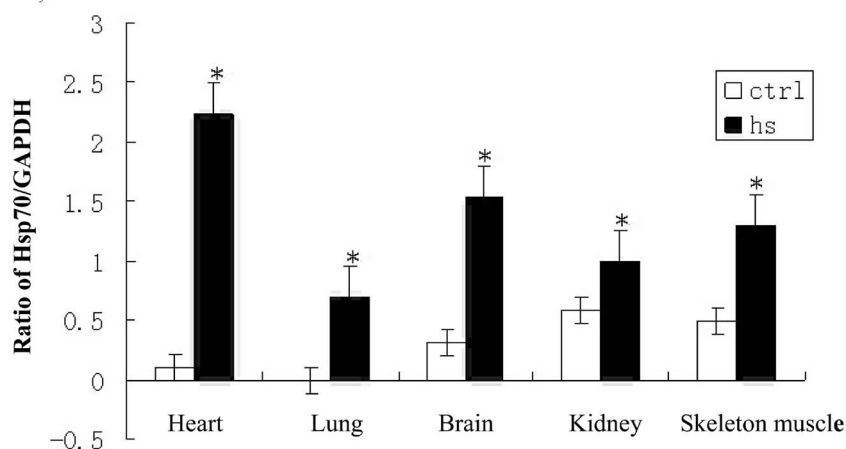 3
2.5
2
1.5
1
0.5
0
-0.5
Ratio of Hsp70/GAPDH
* * * * *
ctrl
hs
Heart Lung Brain Kidney Skeleton muscle